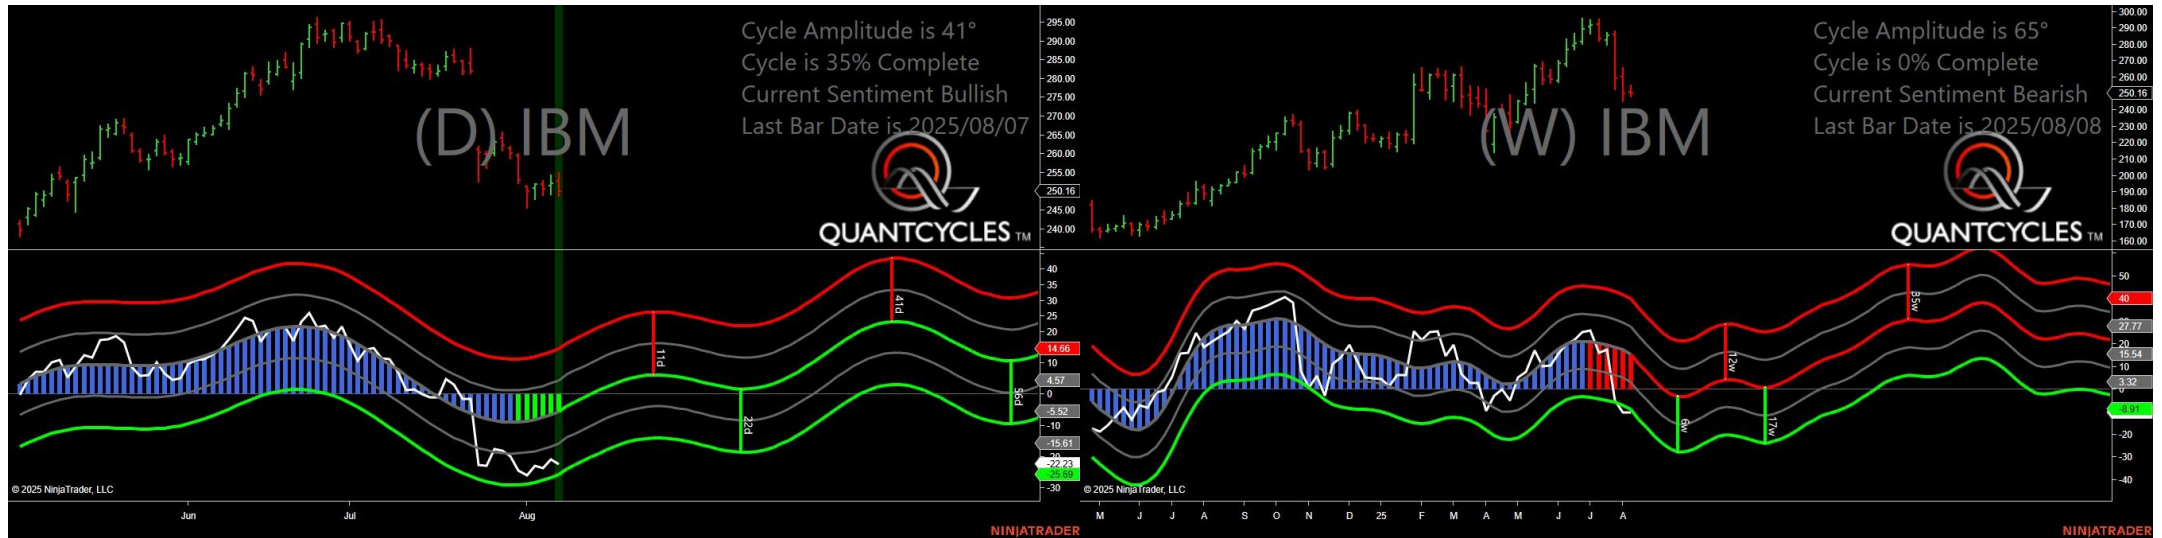 Cycle Amplitude is 41°
Cycle is 35% Complete
Current Sentiment Bullish
Last Bar Date is 2025/08/07
(D) IBM
QUANTCYCLES TM
295.00
290.00
285.00
280.00
275.00
270.00
265.00
260.00
255.00
250.16
245.00
240.00
11d
22d
41d
56d
40
35
30
25
20
14.66
10
4.57
0
-5.52
-10
-15.61
-22.23
-25.69
-30
© 2025 NinjaTrader, LLC
Jun
Jul
Aug
NINJATRADER
Cycle Amplitude is 65°
Cycle is 0% Complete
Current Sentiment Bearish
Last Bar Date is 2025/08/08
(W) IBM
QUANTCYCLES TM
300.00
290.00
280.00
270.00
260.00
250.16
240.00
230.00
220.00
210.00
200.00
190.00
180.00
170.00
160.00
6w
12w
17w
35w
50
40
27.77
20
15.54
10
3.32
0
-8.91
-20
-30
-40
© 2025 NinjaTrader, LLC
M
J
J
A
S
O
N
D
25
F
M
A
M
J
J
A
NINJATRADER